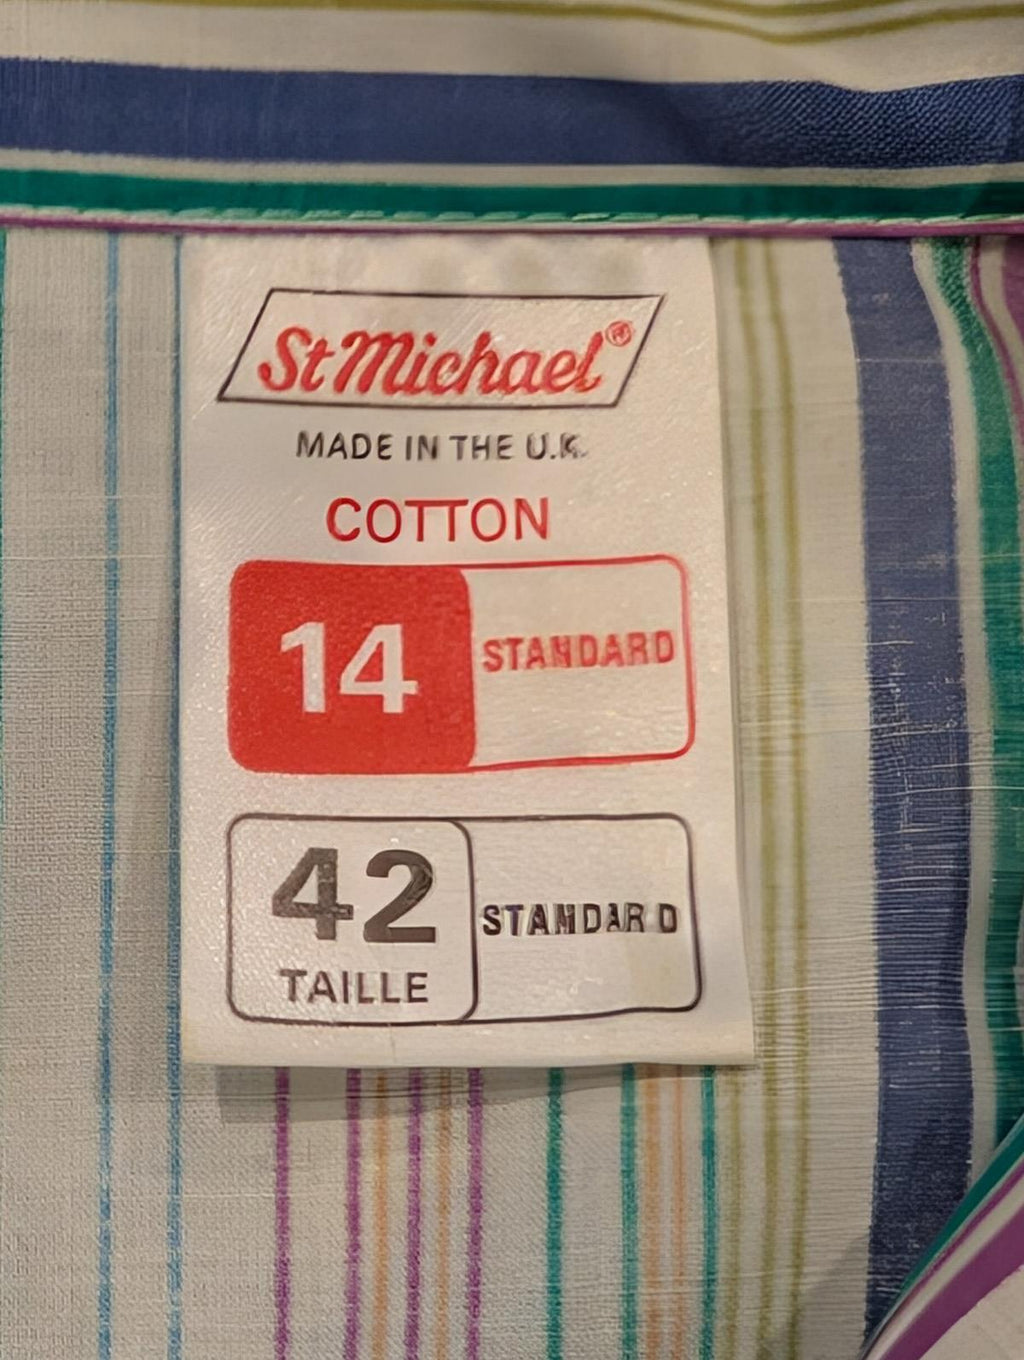 St Michael®
MADE IN THE U.K.
COTTON
14 STANDARD
42 STANDARD
TAILLE